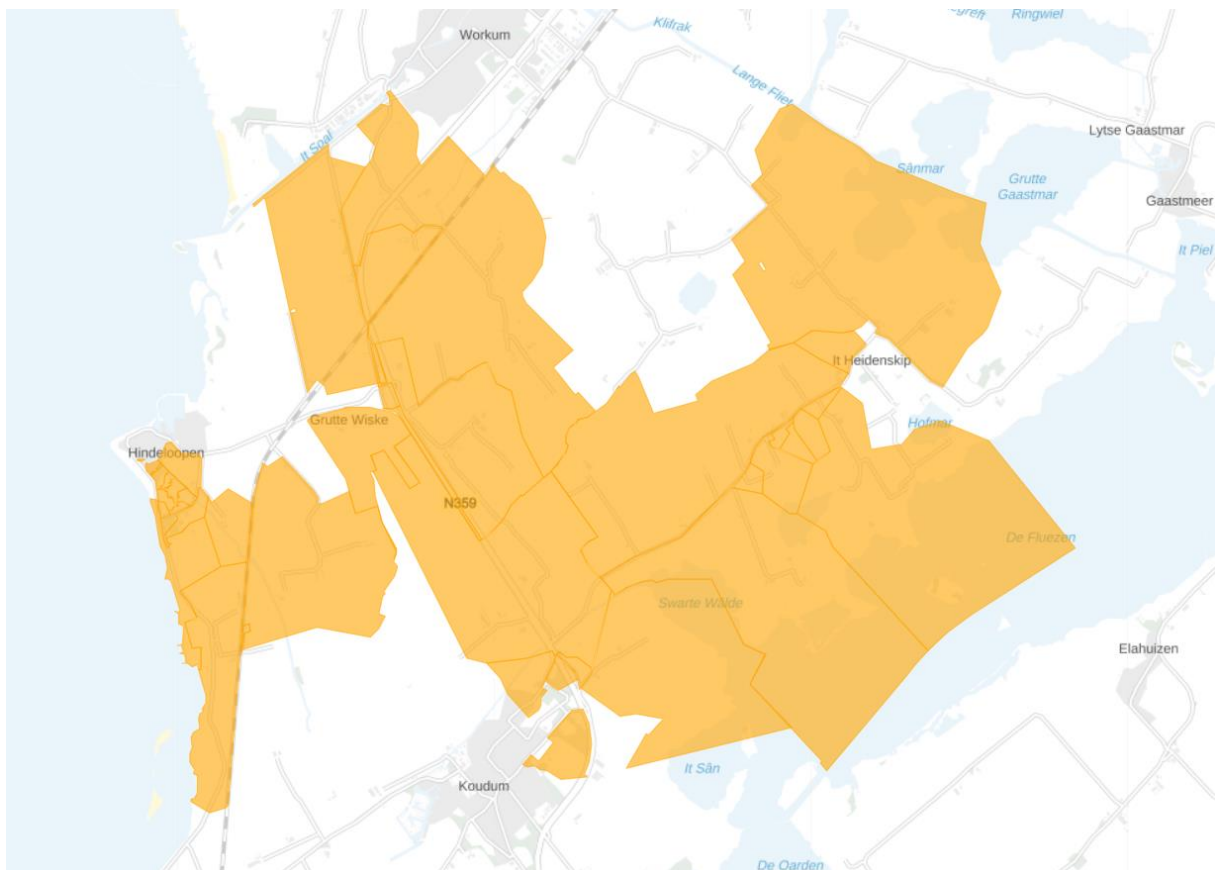 Ringwiel
Klifrak
Workum
Lange Fliet
Lytse Gaastmar
It Soal
Sânmar
Grutte
Gaastmar
Gaastmeer
It Piel
It Heidenskip
Grutte Wiske
Hofmar
Hindeloopen
N359
De Fluezen
Swarte Wâlde
Elahuizen
It Sân
Koudum
De Oarden